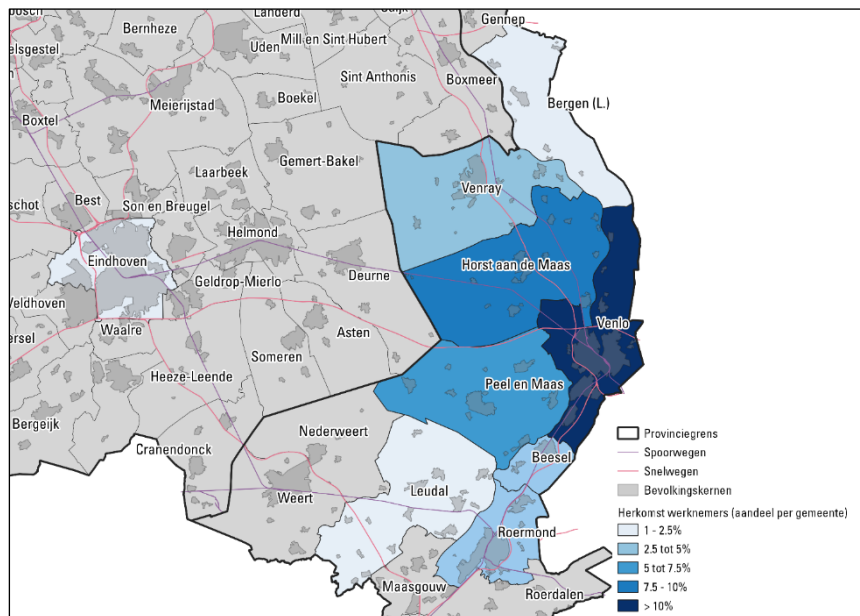 Landerd
Cuijk
Gennep
Bernheze
Uden
Mill en Sint Hubert
elsgestel
Sint Anthonis
Boxmeer
Bergen (L.)
Meierijstad
Boekel
Boxtel
Gemert-Bakel
Laarbeek
Venray
Best
schot
Son en Breugel
Helmond
Eindhoven
Horst aan de Maas
Deurne
Geldrop-Mierlo
Veldhoven
Venlo
Waalre
Asten
ersel
Someren
Heeze-Leende
Peel en Maas
Bergeijk
Nederweert
Cranendonck
Beesel
Leudal
Weert
Roermond
Maasgouw
Roerdalen
Provinciegrens
Spoorwegen
Snelwegen
Bevolkingskernen
Herkomst werknemers (aandeel per gemeente)
1 - 2.5%
2.5 tot 5%
5 tot 7.5%
7.5 - 10%
> 10%